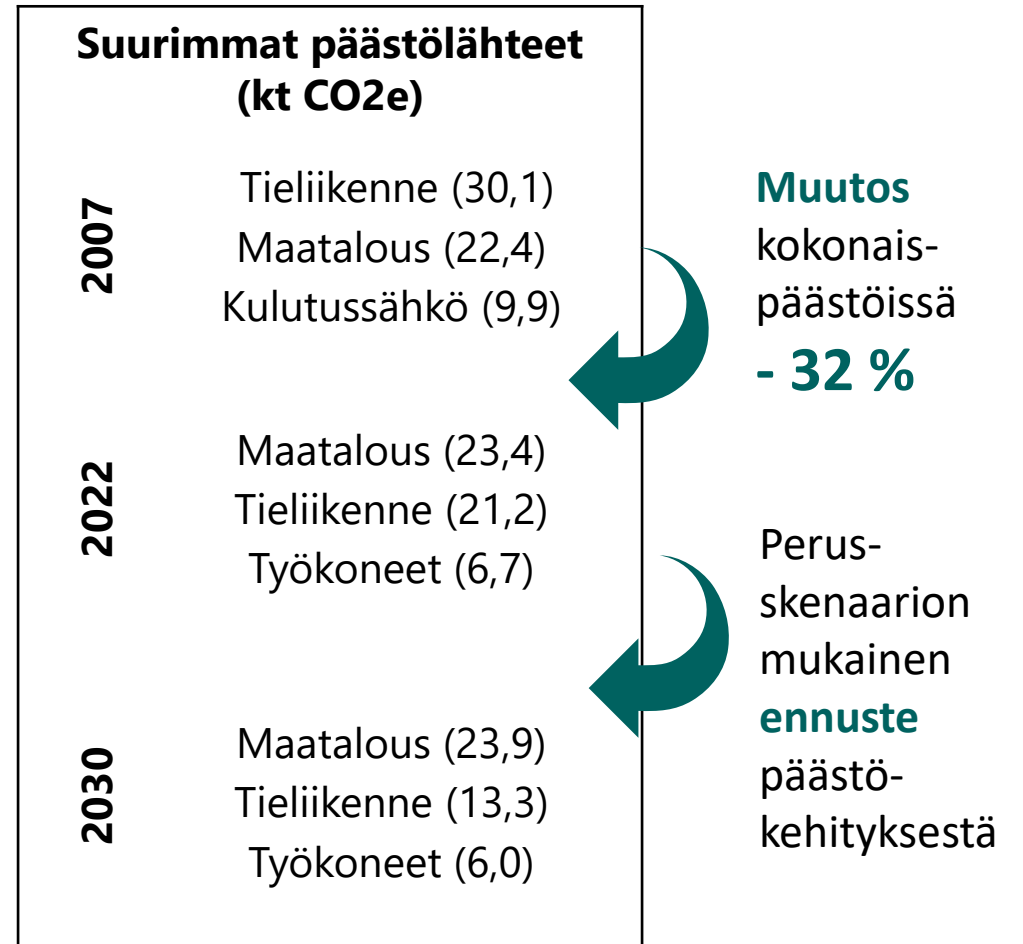 Suurimmat päästölähteet
(kt CO2e)
2007
Tieliikenne (30,1)
Maatalous (22,4)
Kulutussähkö (9,9)
Muutos
kokonais-
päästöissä
- 32 %
2022
Maatalous (23,4)
Tieliikenne (21,2)
Työkoneet (6,7)
Perus-
skenaarion
mukainen
ennuste
päästö-
kehityksestä
2030
Maatalous (23,9)
Tieliikenne (13,3)
Työkoneet (6,0)